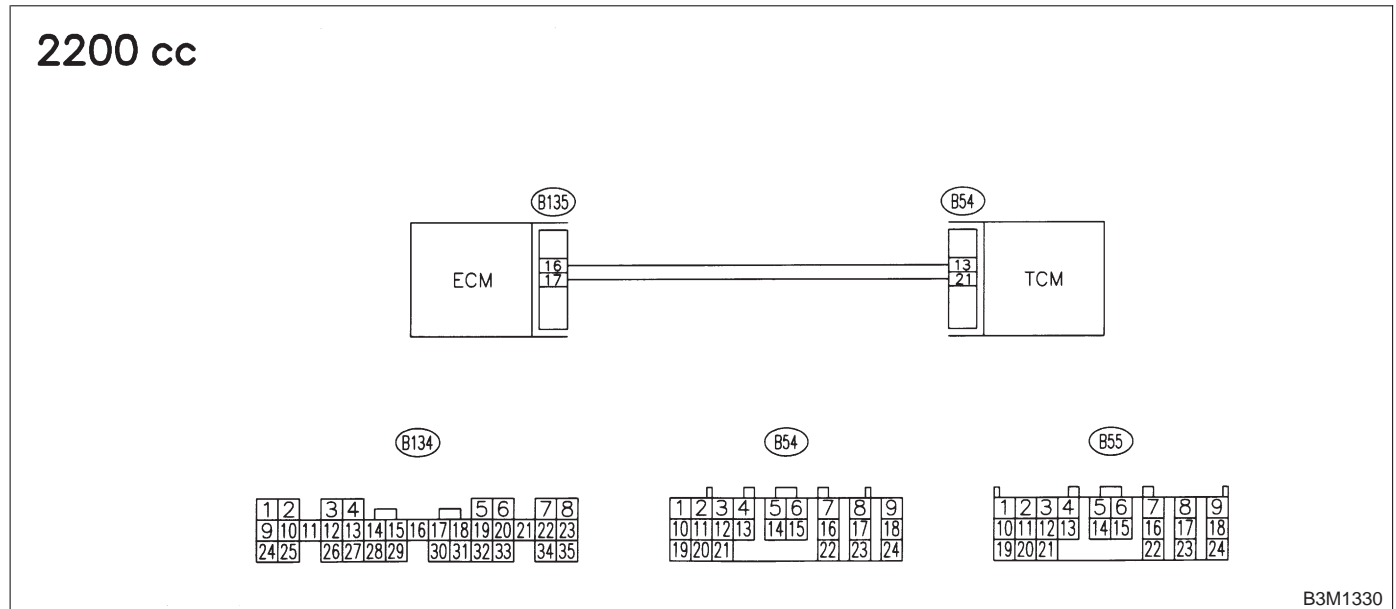 2200 cc
B135 B54
ECM 16 13 TCM
17 21
B134 B54 B55
1 2 3 4 5 6 7 8 1 2 3 4 5 6 7 8 9 1 2 3 4 5 6 7 8 9
9 10 11 12 13 14 15 16 17 18 19 20 21 22 23 10 11 12 13 14 15 16 17 18 10 11 12 13 14 15 16 17 18
24 25 26 27 28 29 30 31 32 33 34 35 19 20 21 22 23 24 19 20 21 22 23 24
B3M1330